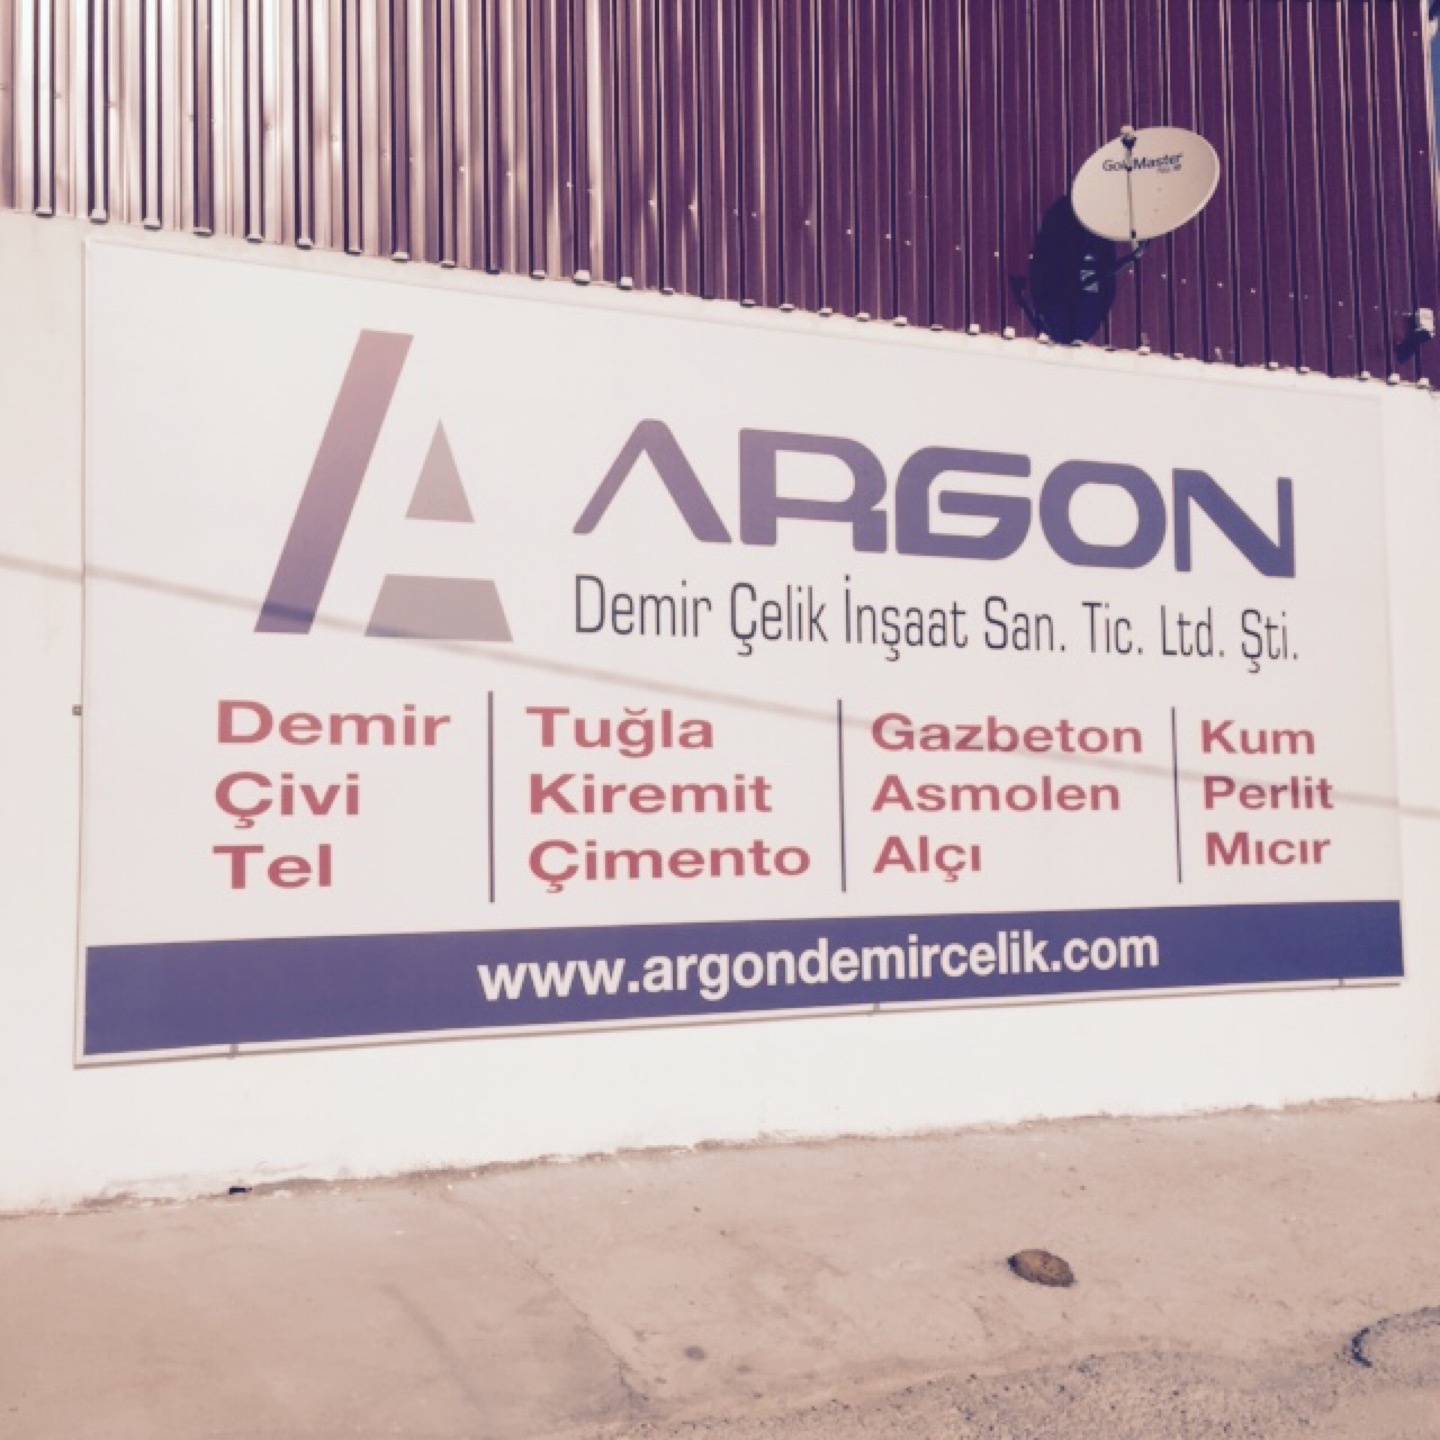 GoldMaster
ARGON
Demir Çelik İnşaat San. Tic. Ltd. Şti.
Demir
Çivi
Tel
Tuğla
Kiremit
Çimento
Gazbeton
Asmolen
Alçı
Kum
Perlit
Mıcır
www.argondemircelik.com